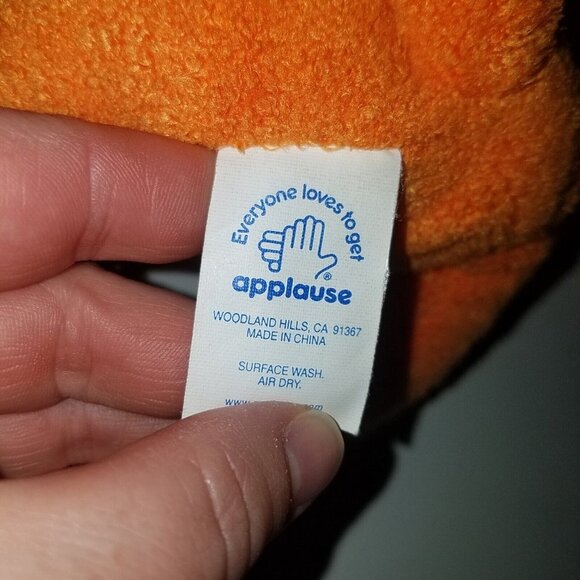 Everyone loves to get
applause®
WOODLAND HILLS, CA 91367
MADE IN CHINA
SURFACE WASH.
AIR DRY.